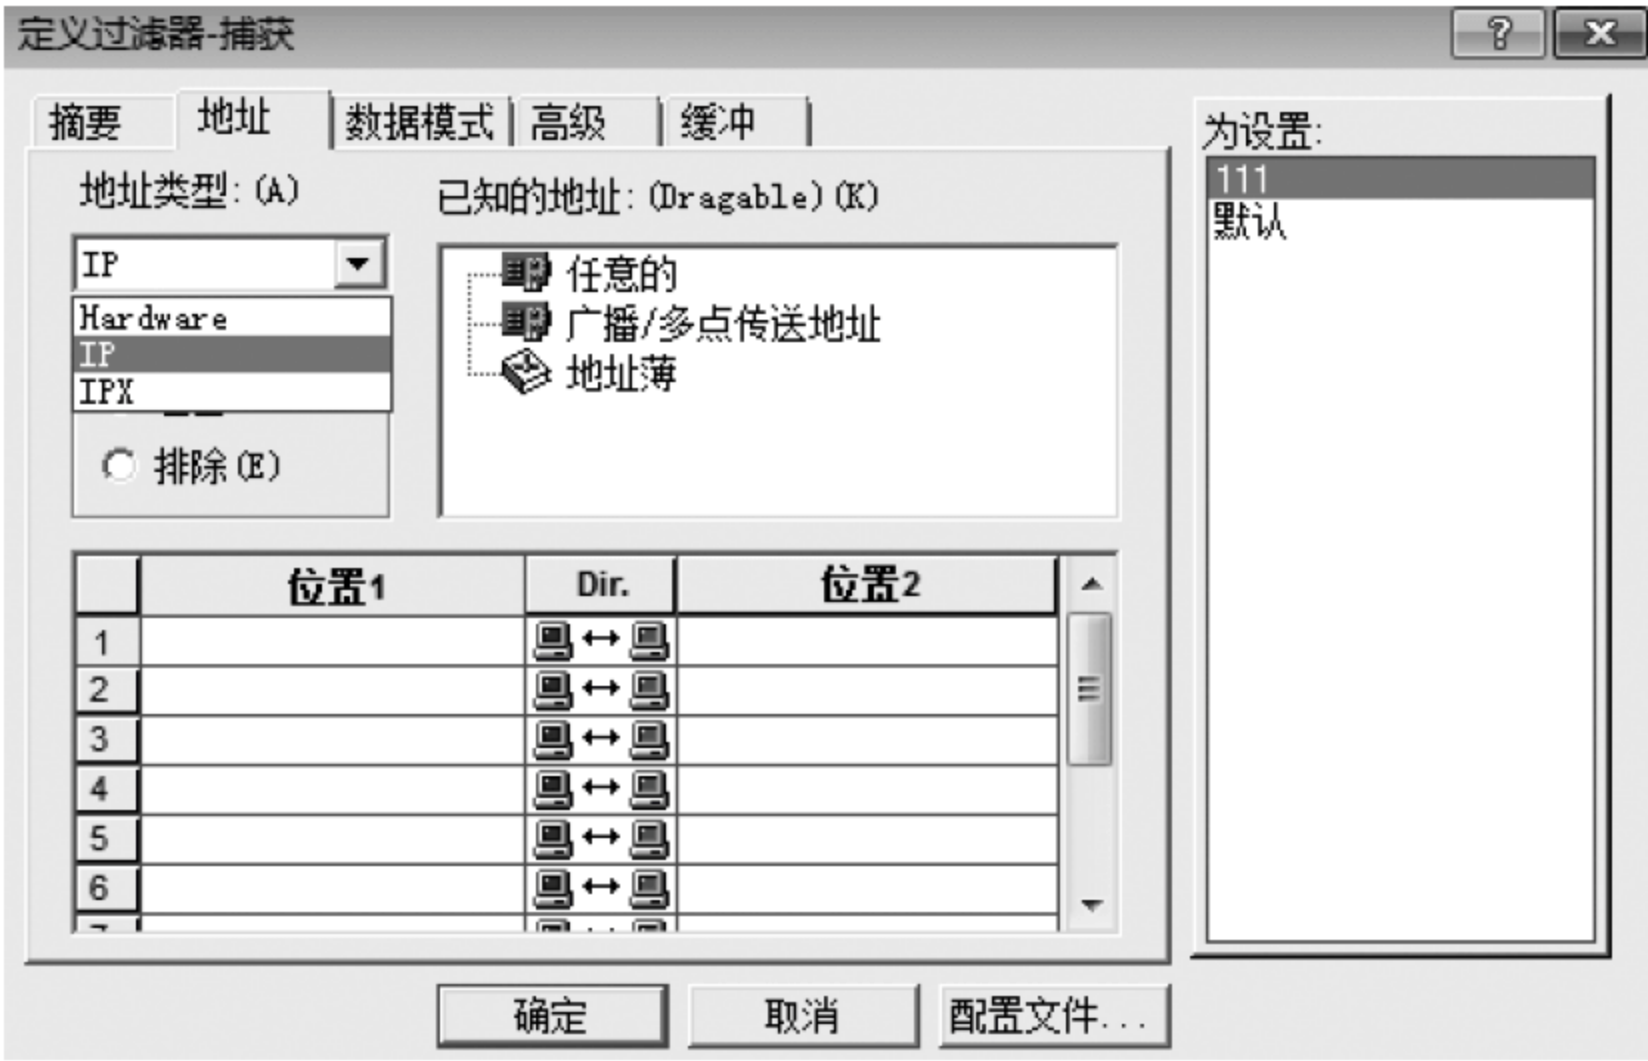 定义过滤器-捕获
摘要 地址 数据模式 高级 缓冲
地址类型:(A)
IP
Hardware
IP
IPX
排除(E)
已知的地址:(Dragable)(K)
任意的
广播/多点传送地址
地址薄
位置1 Dir. 位置2
1
2
3
4
5
6
确定 取消 配置文件...
为设置:
111
默认